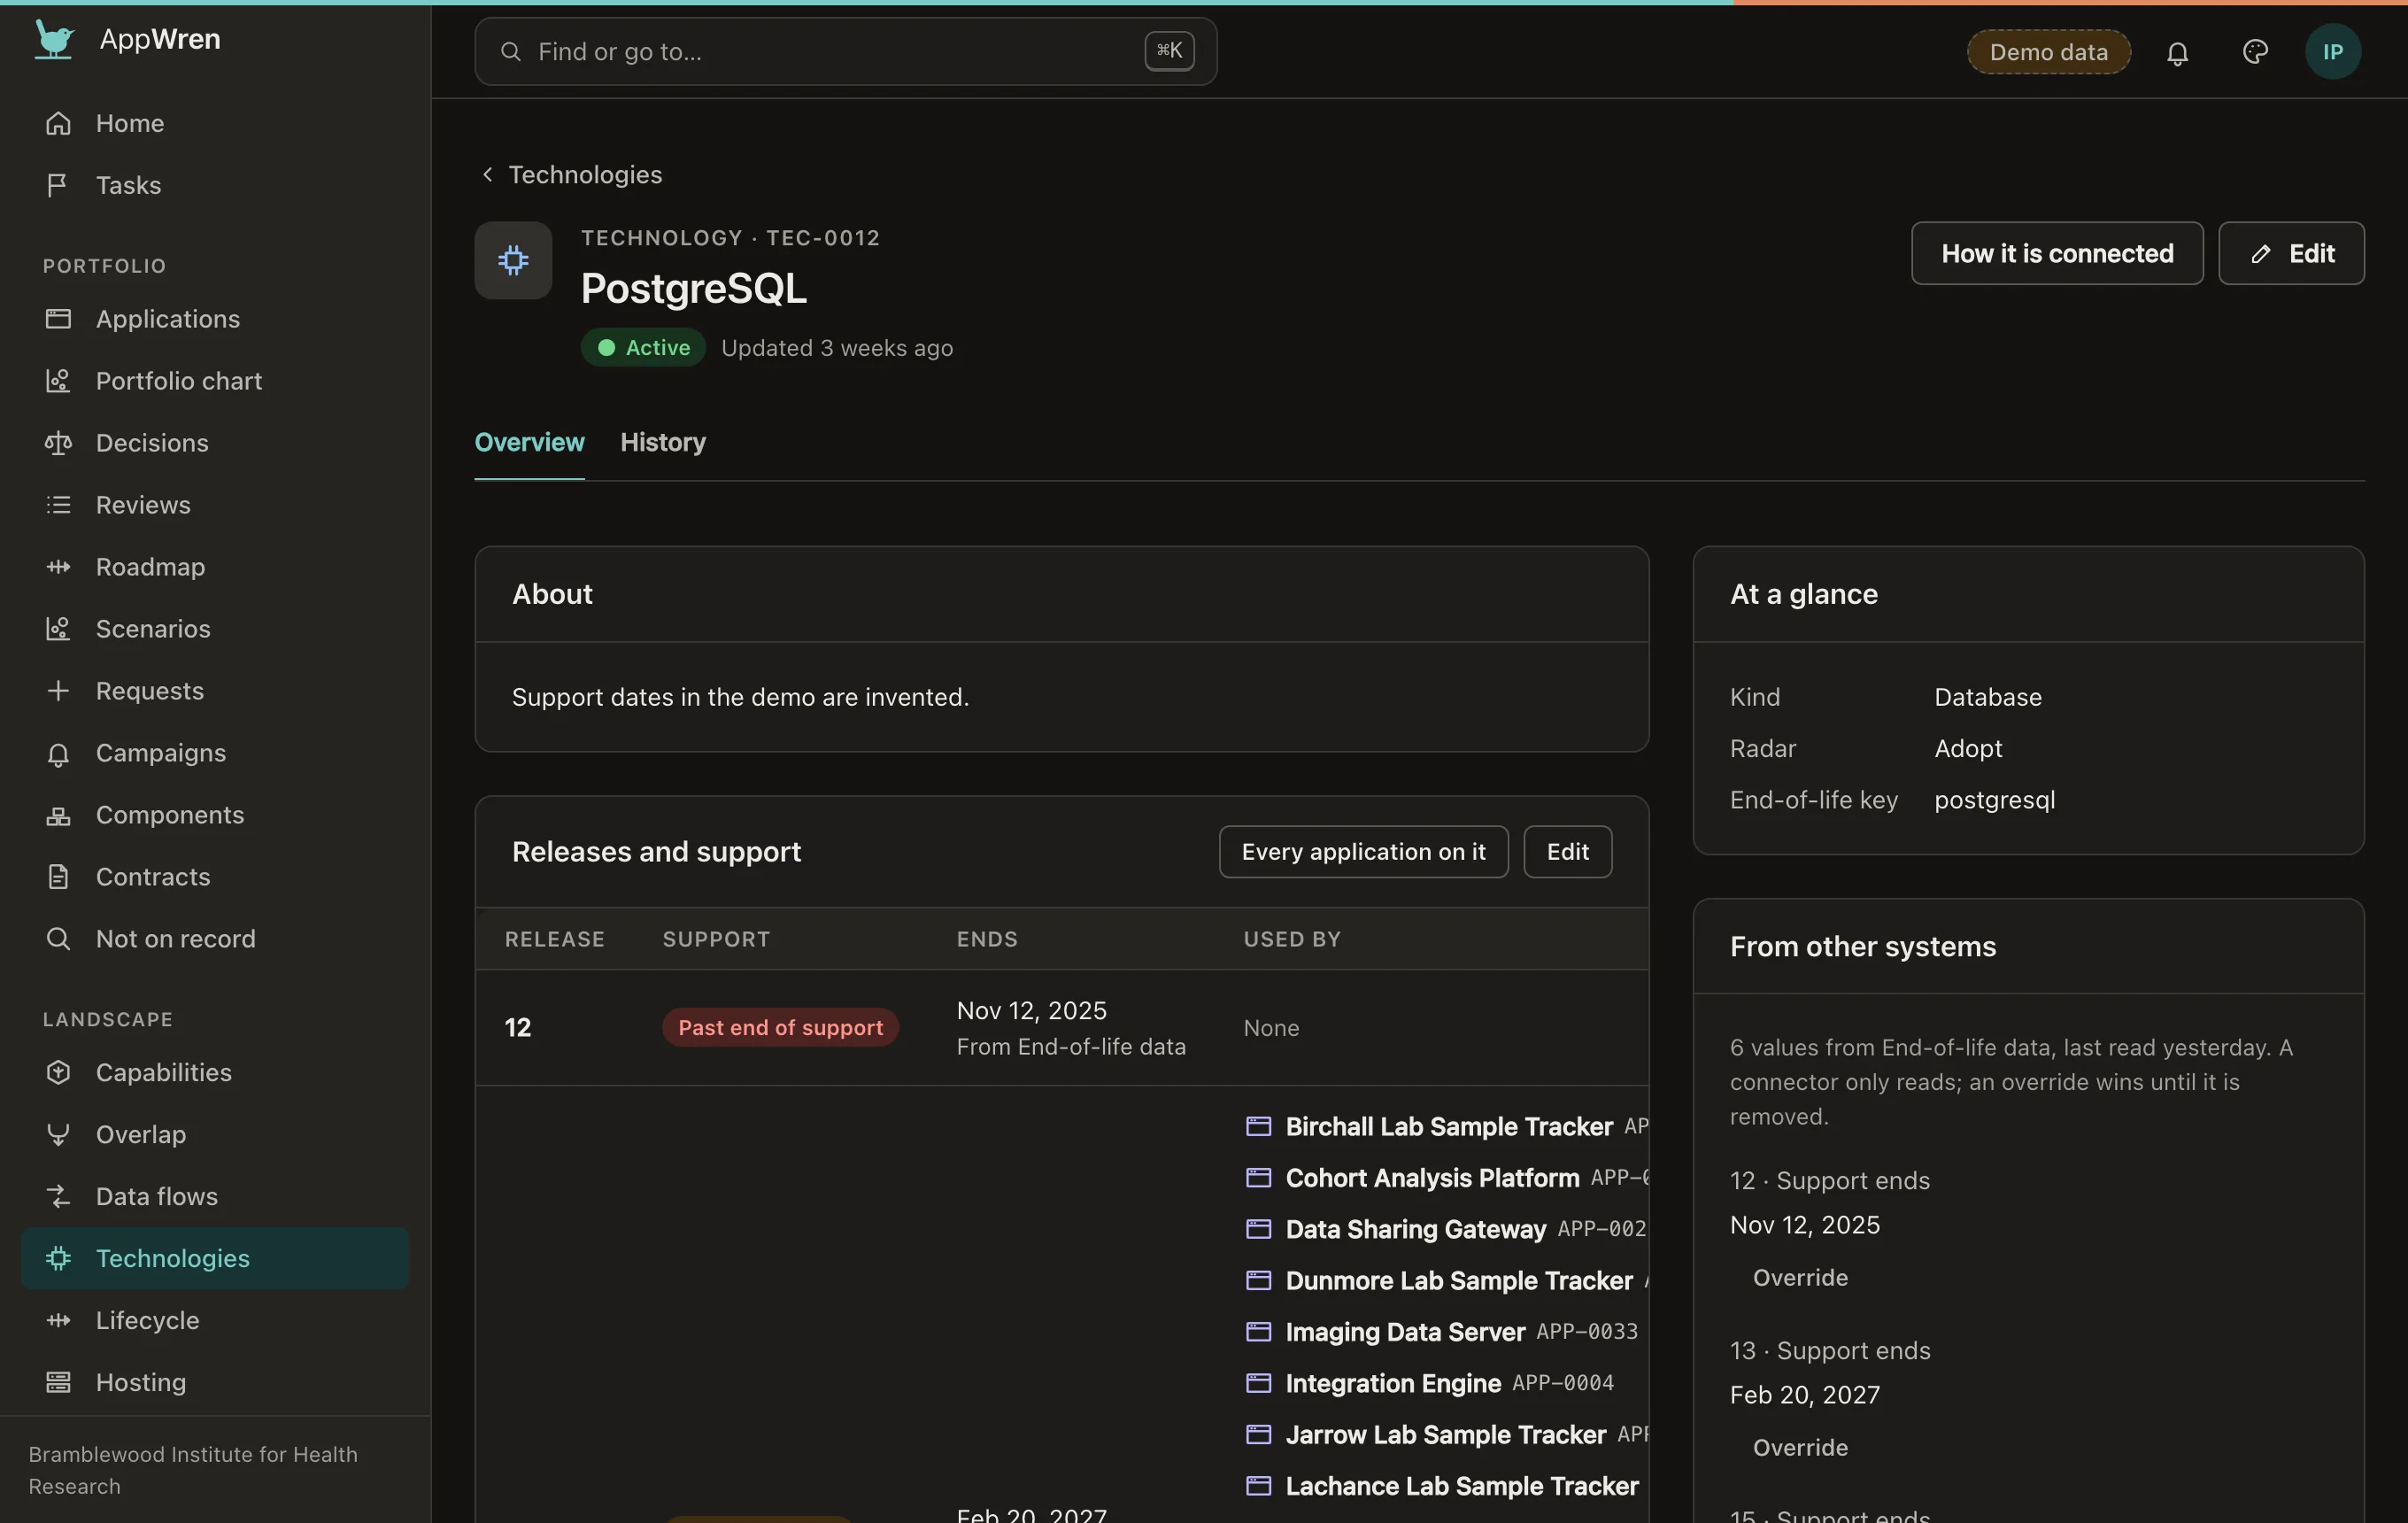 AppWren
Find or go to...
⌘K
Demo data
IP
Home
Tasks
PORTFOLIO
Applications
Portfolio chart
Decisions
Reviews
Roadmap
Scenarios
Requests
Campaigns
Components
Contracts
Not on record
LANDSCAPE
Capabilities
Overlap
Data flows
Technologies
Lifecycle
Hosting
Bramblewood Institute for Health
Research
Technologies
TECHNOLOGY · TEC-0012
PostgreSQL
Active
Updated 3 weeks ago
How it is connected
Edit
Overview
History
About
Support dates in the demo are invented.
Releases and support
Every application on it
Edit
RELEASE SUPPORT ENDS USED BY
12
Past end of support
Nov 12, 2025
From End-of-life data
None
Birchall Lab Sample Tracker AP
Cohort Analysis Platform APP-0
Data Sharing Gateway APP-002
Dunmore Lab Sample Tracker
Imaging Data Server APP-0033
Integration Engine APP-0004
Jarrow Lab Sample Tracker AP
Lachance Lab Sample Tracker
Feb 20, 2027
At a glance
Kind Database
Radar Adopt
End-of-life key postgresql
From other systems
6 values from End-of-life data, last read yesterday. A
connector only reads; an override wins until it is
removed.
12 · Support ends
Nov 12, 2025
Override
13 · Support ends
Feb 20, 2027
Override
15 · Support ends